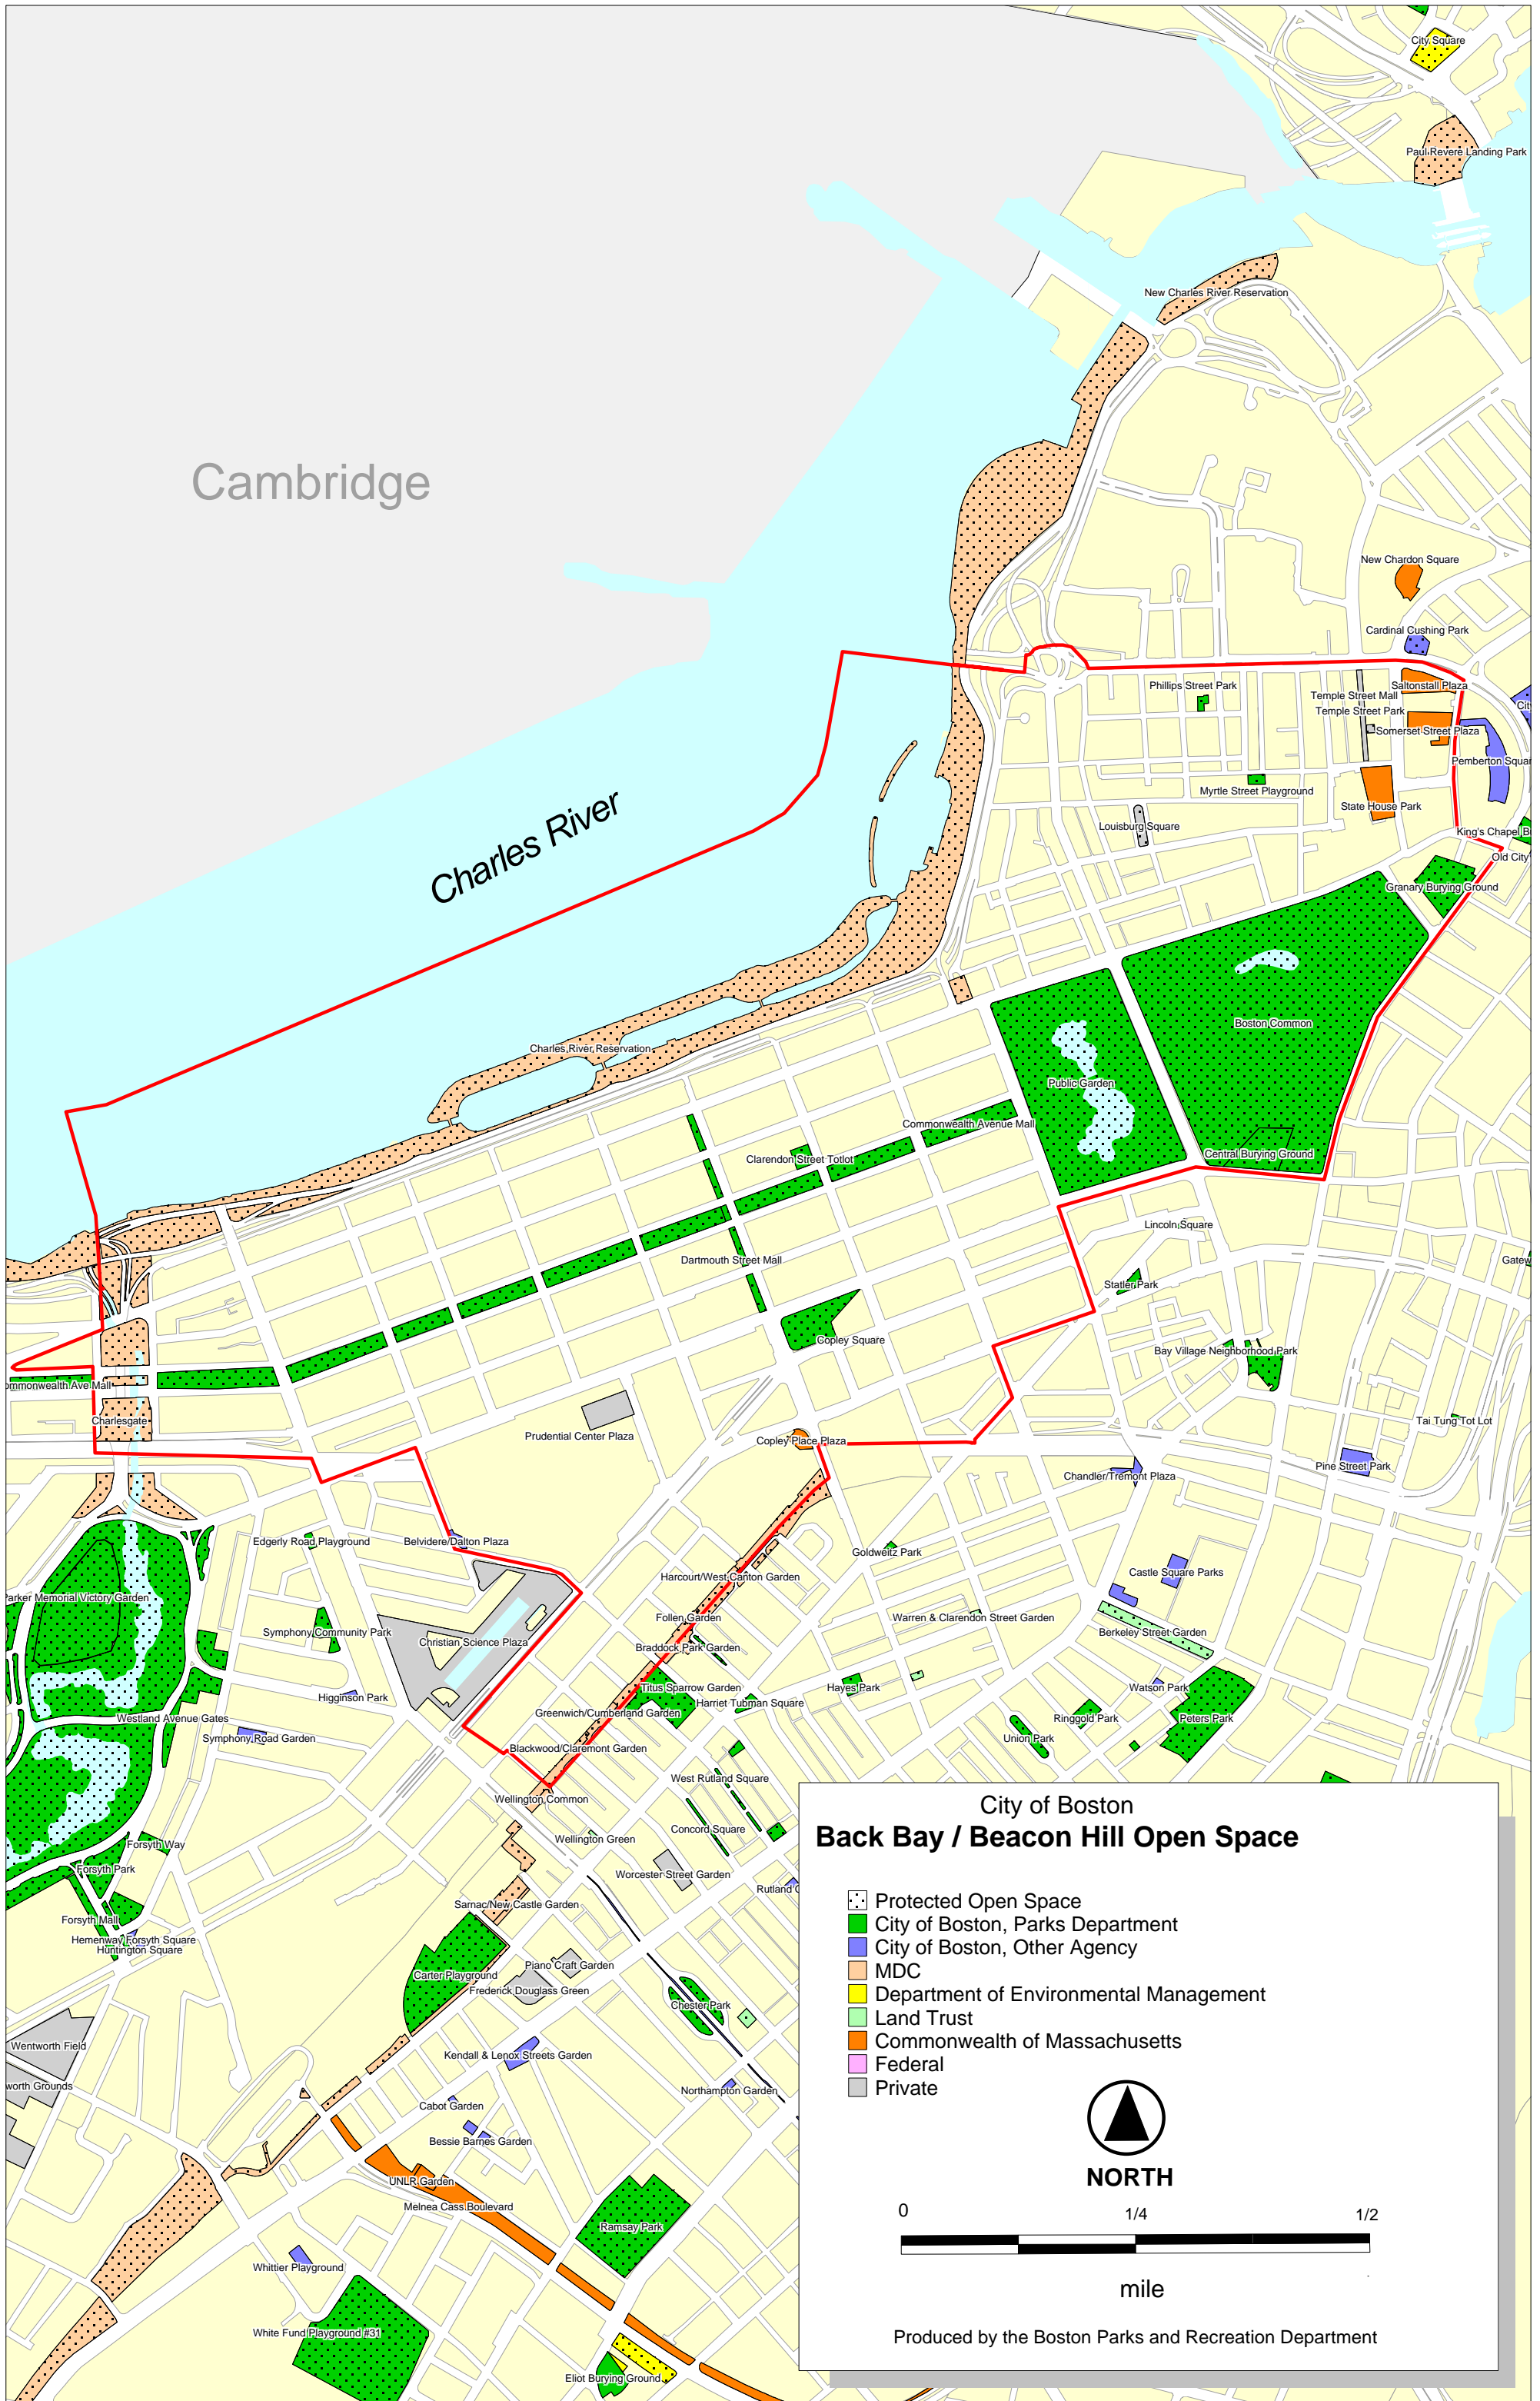 City Square
Paul Revere Landing Park
New Charles River Reservation
Cambridge
New Chardon Square
Cardinal Cushing Park
Phillips Street Park
Saltonstall Plaza
Temple Street Mall
Temple Street Park
Cit
Somerset Street Plaza
Pemberton Squar
Myrtle Street Playground
State House Park
Charles River
Louisburg Square
King's Chapel B
Old City
Granary Burying Ground
Boston Common
Charles River Reservation
Public Garden
Commonwealth Avenue Mall
Clarendon Street Totlot
Central Burying Ground
Lincoln Square
Dartmouth Street Mall
Gatew
Statler Park
Copley Square
Bay Village Neighborhood Park
ommonwealth Ave Mall
Charlesgate
Tai Tung Tot Lot
Prudential Center Plaza
Copley Place Plaza
Pine Street Park
Chandler/Tremont Plaza
Edgerly Road Playground
Belvidere/Dalton Plaza
Goldweitz Park
Castle Square Parks
Harcourt/West Canton Garden
Parker Memorial Victory Garden
Follen Garden
Warren & Clarendon Street Garden
Symphony Community Park
Berkeley Street Garden
Christian Science Plaza
Braddock Park Garden
Titus Sparrow Garden
Hayes Park
Watson Park
Higginson Park
Harriet Tubman Square
Greenwich/Cumberland Garden
Westland Avenue Gates
Ringgold Park
Peters Park
Symphony Road Garden
Union Park
Blackwood/Claremont Garden
West Rutland Square
Wellington Common
Concord Square
Wellington Green
Forsyth Way
Forsyth Park
Worcester Street Garden
Rutland G
Sarnac/New Castle Garden
Forsyth Mall
Hemenway Forsyth Square
Huntington Square
Piano Craft Garden
Carter Playground
Frederick Douglass Green
Chester Park
Wentworth Field
Kendall & Lenox Streets Garden
worth Grounds
Northampton Garden
Cabot Garden
Bessie Barnes Garden
UNLR Garden
Melnea Cass Boulevard
Ramsay Park
Whittier Playground
White Fund Playground #31
Eliot Burying Ground
City of Boston
Back Bay / Beacon Hill Open Space
Protected Open Space
City of Boston, Parks Department
City of Boston, Other Agency
MDC
Department of Environmental Management
Land Trust
Commonwealth of Massachusetts
Federal
Private
NORTH
0 1/4 1/2
mile
Produced by the Boston Parks and Recreation Department